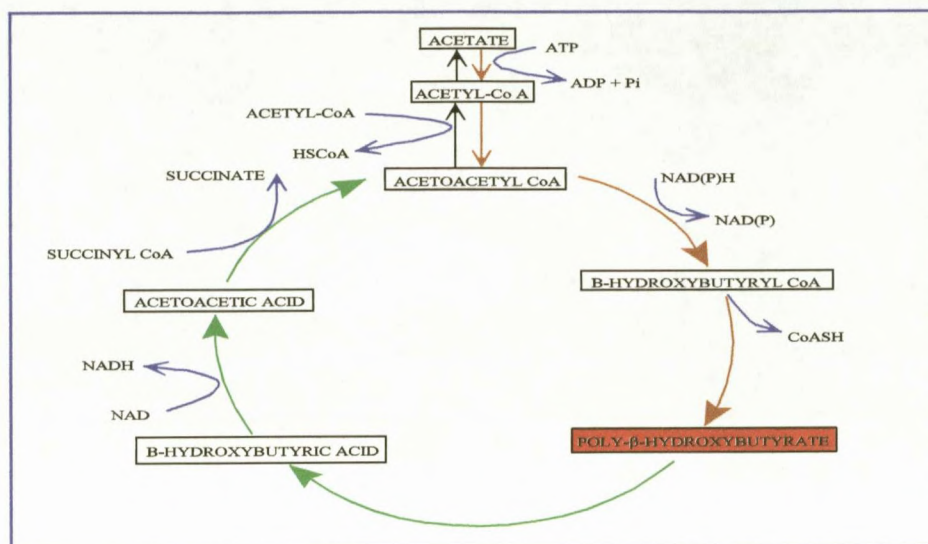 ACETATE
ATP
ADP + Pi
ACETYL-Co A
ACETYL-CoA
HSCoA
ACETOACETYL CoA
SUCCINATE
SUCCINYL CoA
NAD(P)H
NAD(P)
B-HYDROXYBUTYRYL CoA
ACETOACETIC ACID
CoASH
NADH
NAD
B-HYDROXYBUTYRIC ACID
POLY-β-HYDROXYBUTYRATE